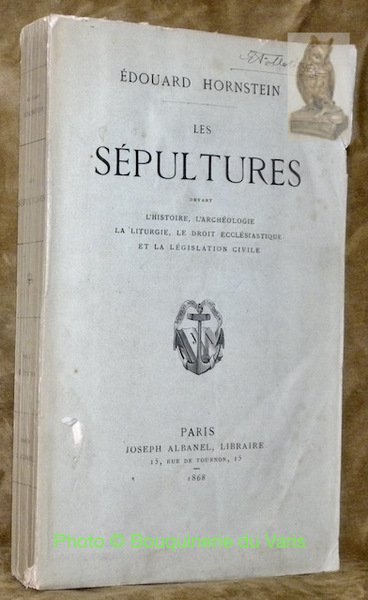 ÉDOUARD HORNSTEIN
LES
SÉPULTURES
DEVANT
L'HISTOIRE, L'ARCHÉOLOGIE
LA LITURGIE, LE DROIT ECCLÉSIASTIQUE
ET LA LÉGISLATION CIVILE
PARIS
JOSEPH ALBANEL, LIBRAIRE
15, RUE DE TOURNON, 15
1868
Photo © Bouquinerie du Varis